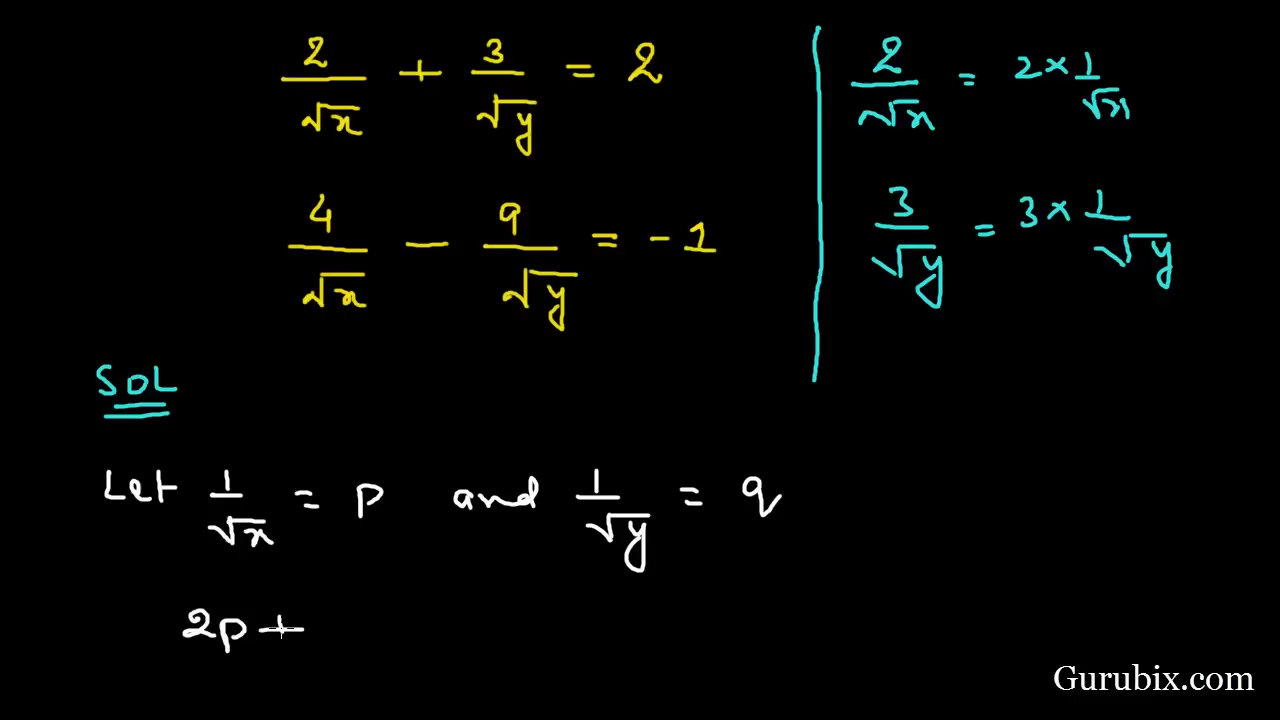 2/√x + 3/√y = 2
4/√x - 9/√y = -1
2/√x = 2 × 1/√x
3/√y = 3 × 1/√y
SOL
Let 1/√x = p and 1/√y = q
2p +
Gurubix.com